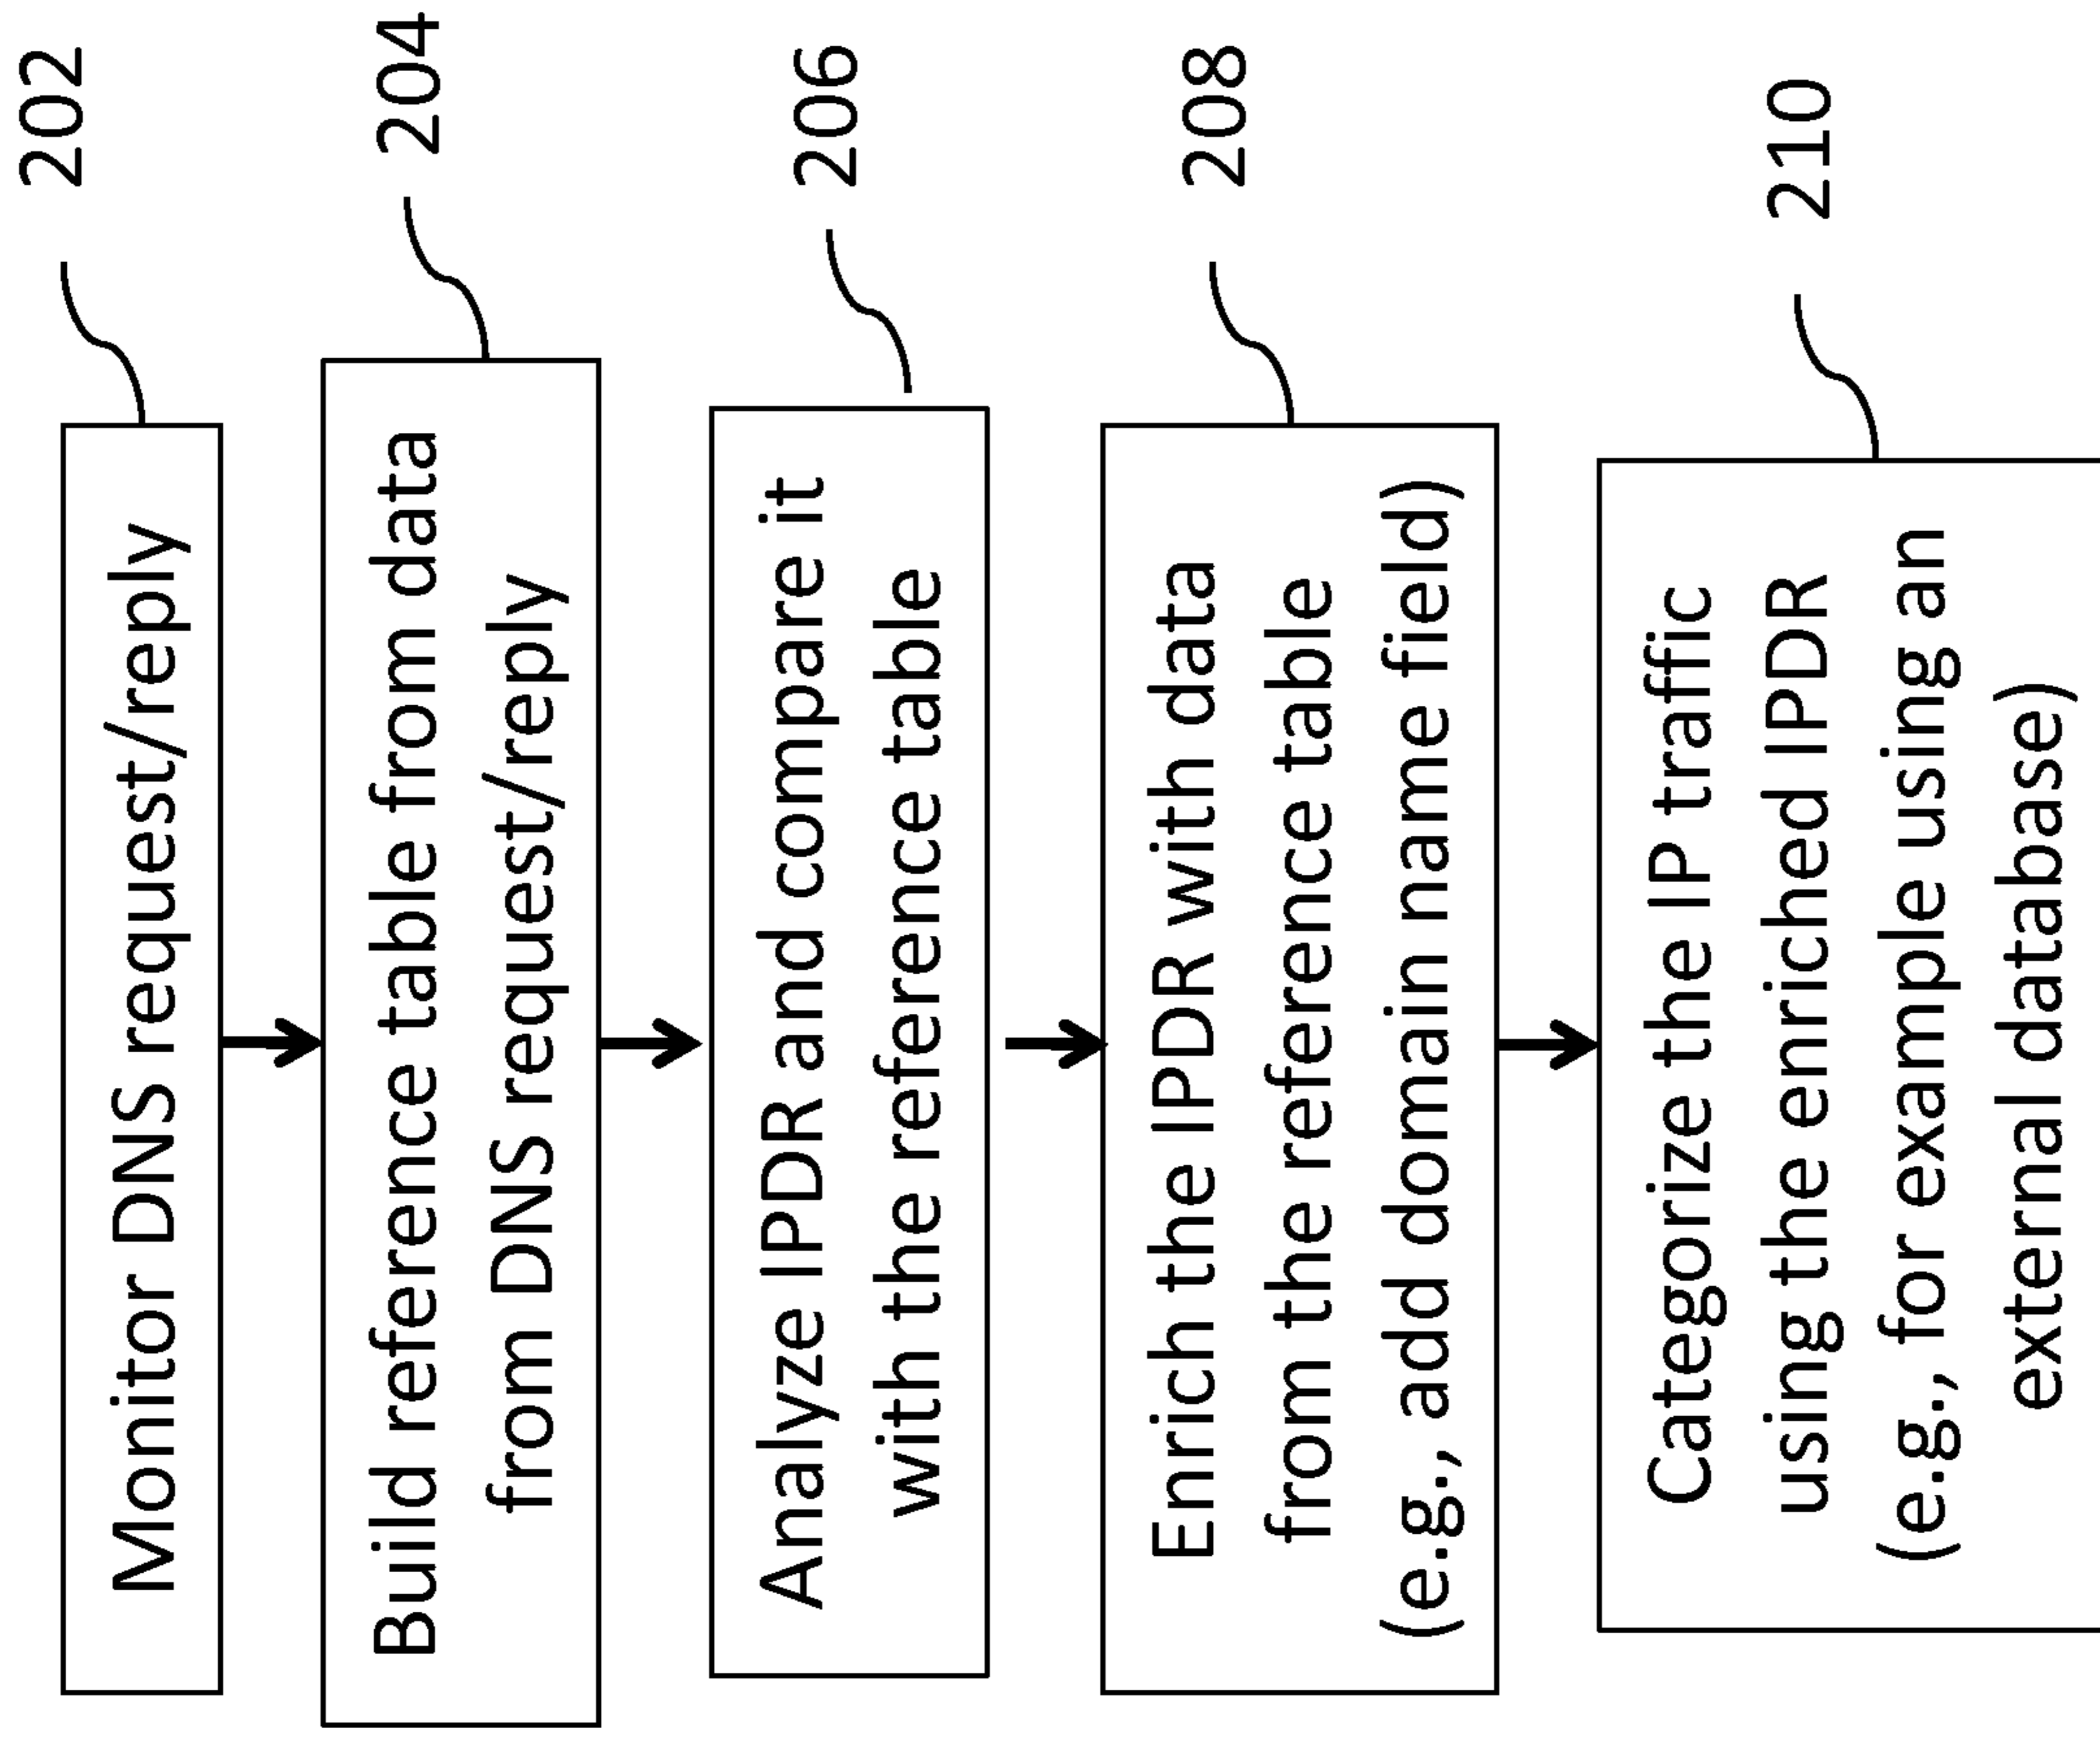 202
Monitor DNS request/reply
204
Build reference table from data
from DNS request/reply
206
Analyze IPDR and compare it
with the reference table
208
Enrich the IPDR with data
from the reference table
(e.g., add domain name field)
210
Categorize the IP traffic
using the enriched IPDR
(e.g., for example using an
external database)